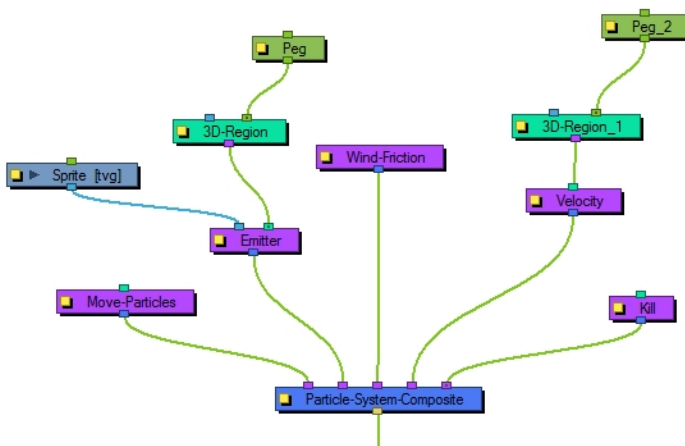 Peg
Peg_2
3D-Region
3D-Region_1
Wind-Friction
Sprite [tvg]
Velocity
Emitter
Move-Particles
Kill
Particle-System-Composite